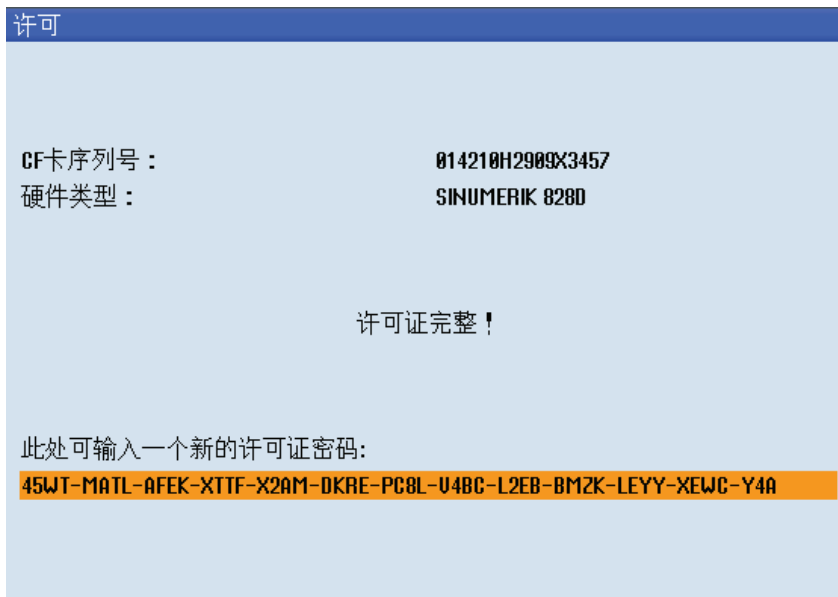 许可
CF卡序列号： 014210H2909X3457
硬件类型： SINUMERIK 828D
许可证完整！
此处可输入一个新的许可证密码:
45WT-MATL-AFEK-XTTF-X2AM-DKRE-PC8L-U4BC-L2EB-BMZK-LEYY-XEWC-Y4A